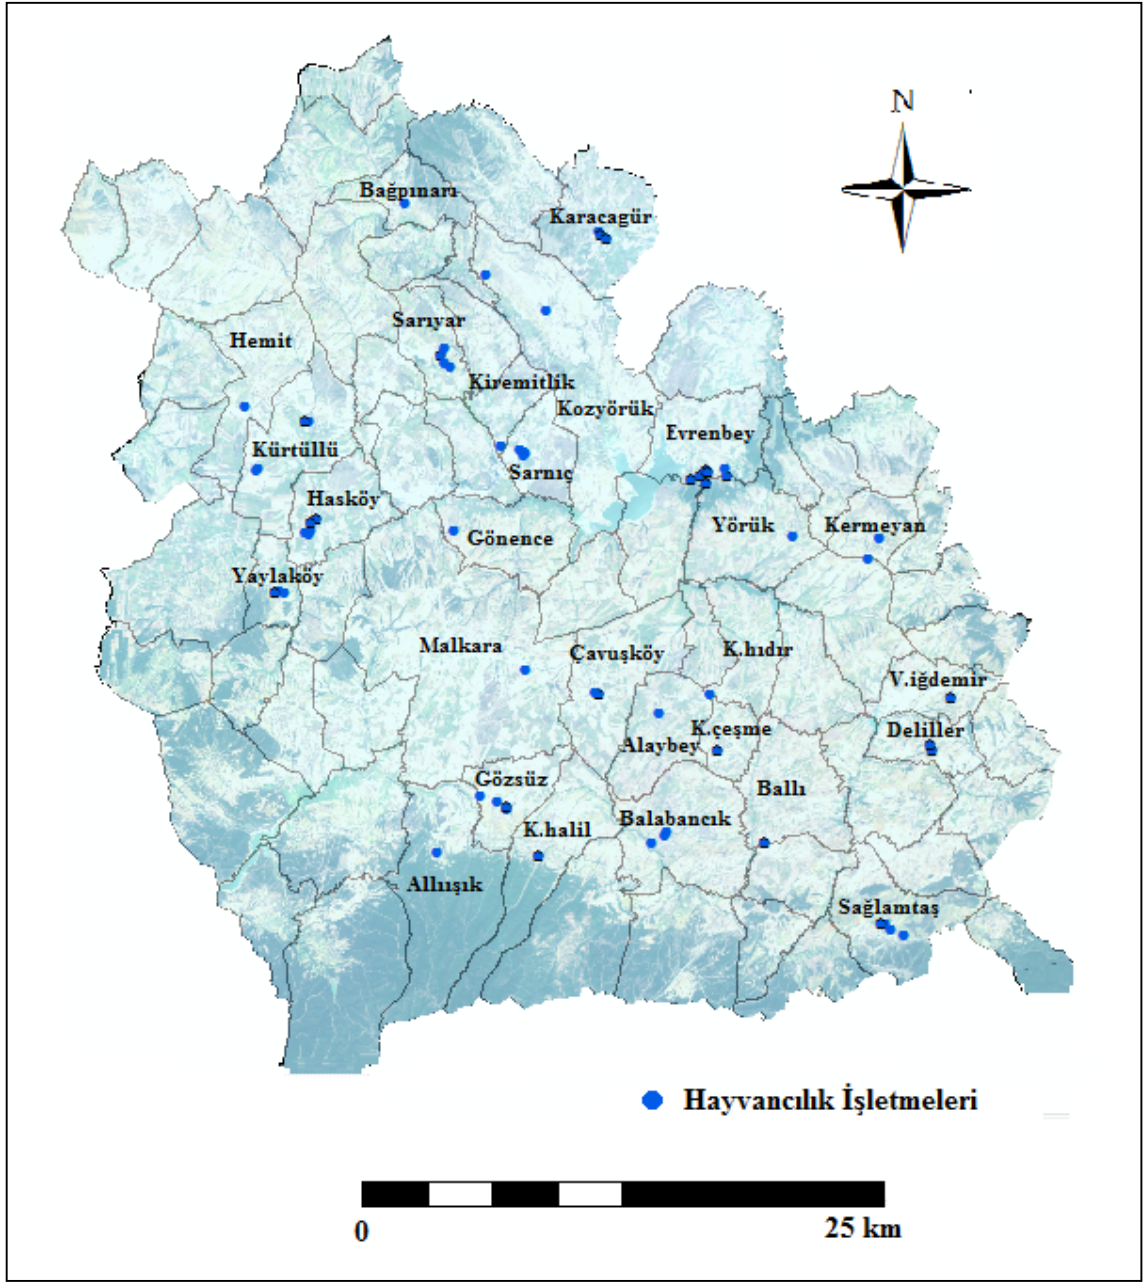 N
Bağpınarı
Karacagür
Sarıyar
Hemit
Kiremitlik
Kozyörük
Evrenbey
Kürtüllü
Sarnıç
Hasköy
Yörük
Kermeyan
Gönence
Yaylaköy
Malkara
Çavuşköy
K.hıdır
V.iğdemir
K.çeşme
Deliller
Alaybey
Gözsüz
Ballı
Balabancık
K.halil
Allıışık
Sağlamtaş
Hayvancılık İşletmeleri
0
25 km